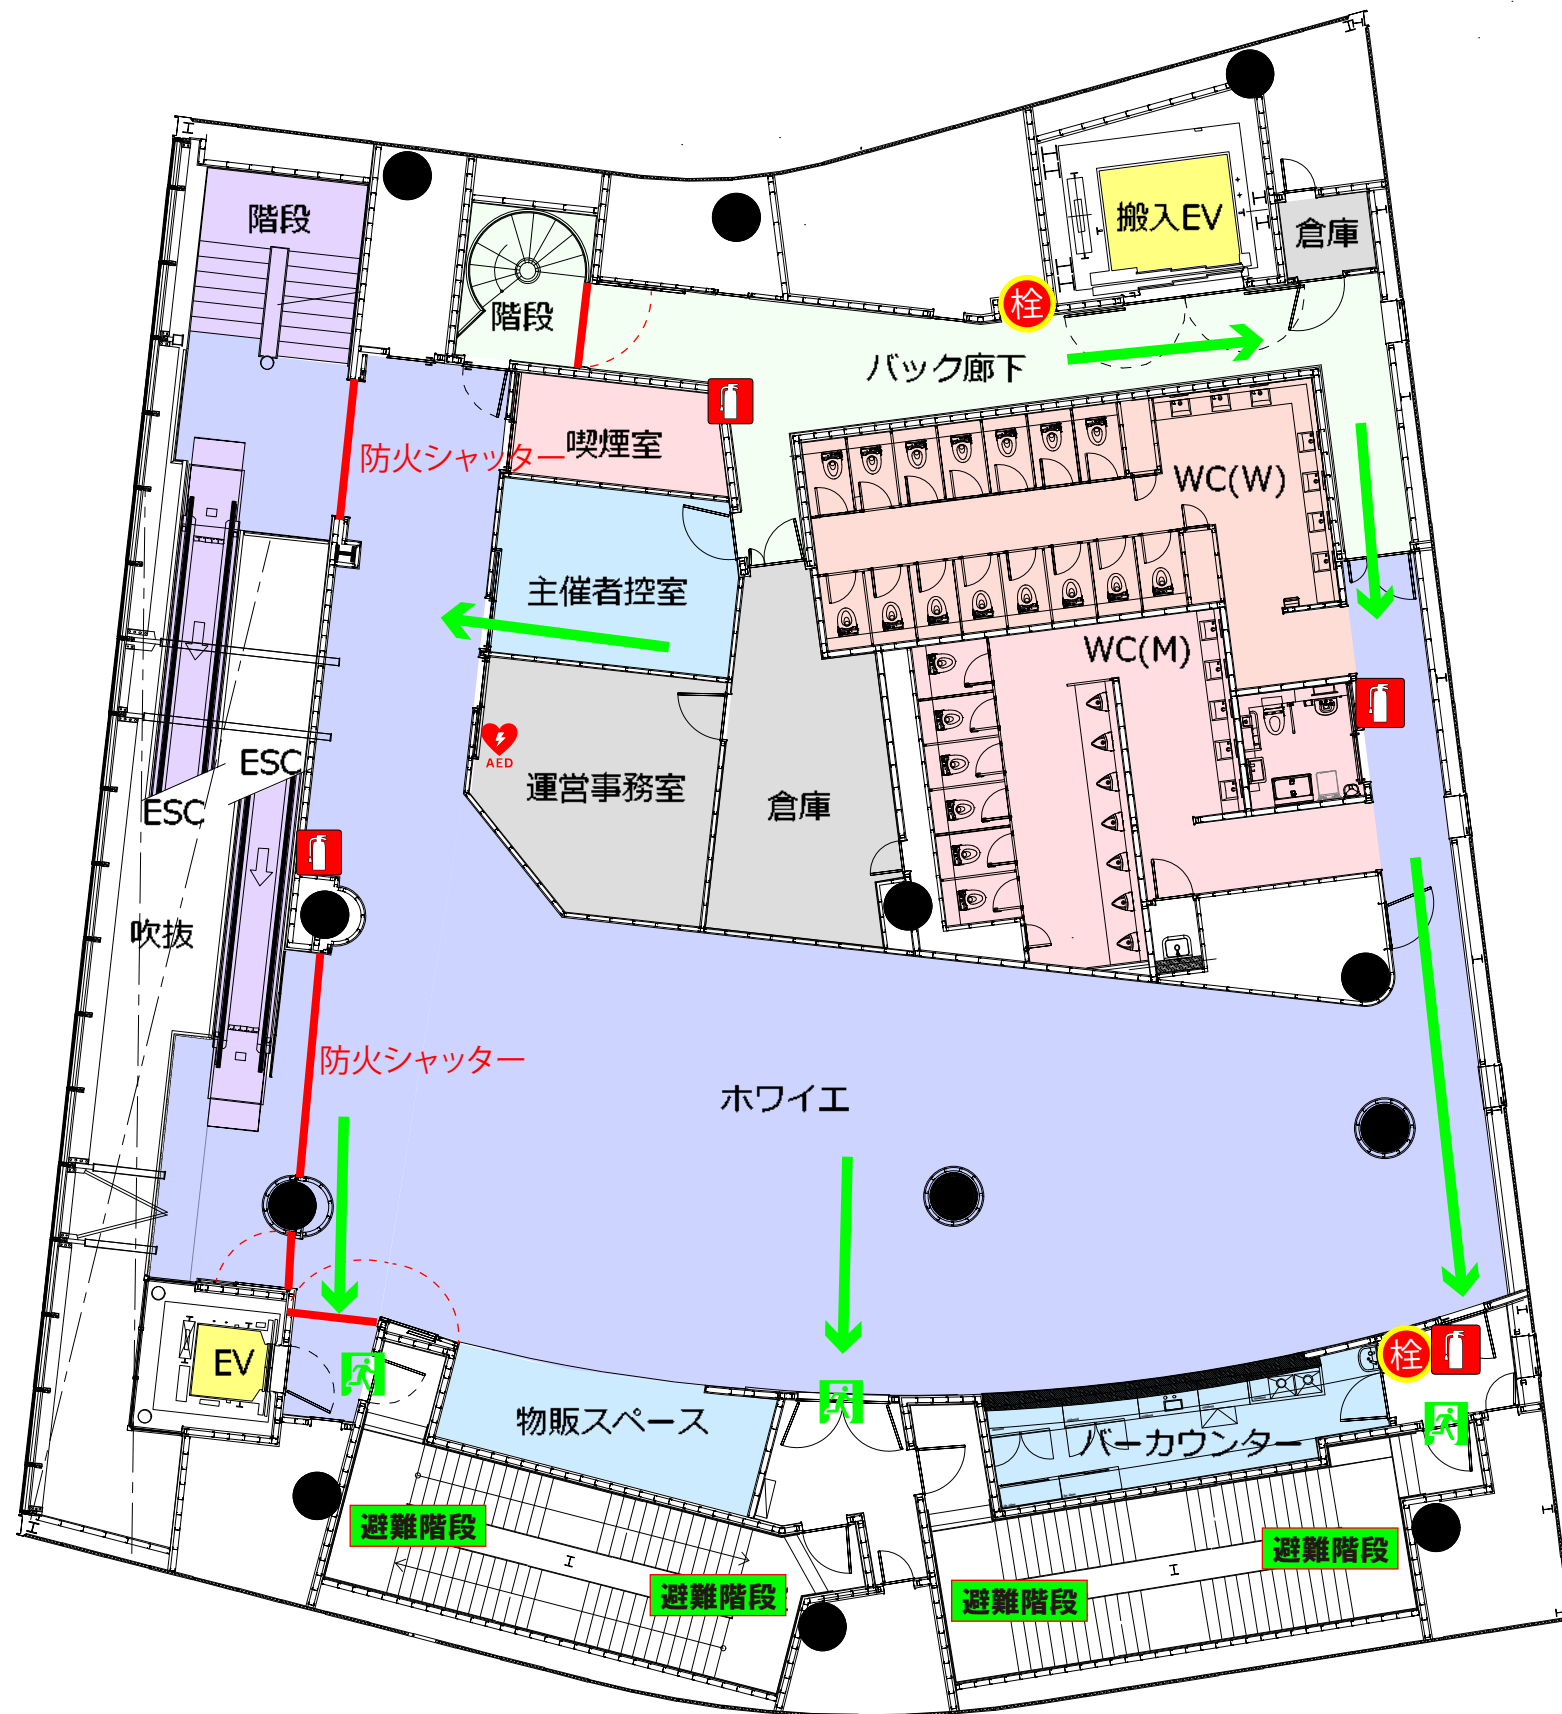 階段
搬入EV
倉庫
栓
階段
バック廊下
防火シャッター
喫煙室
WC(W)
主催者控室
WC(M)
AED
ESC
運営事務室
倉庫
ESC
吹抜
防火シャッター
ホワイエ
EV
栓
物販スペース
バーカウンター
避難階段
避難階段
避難階段
避難階段